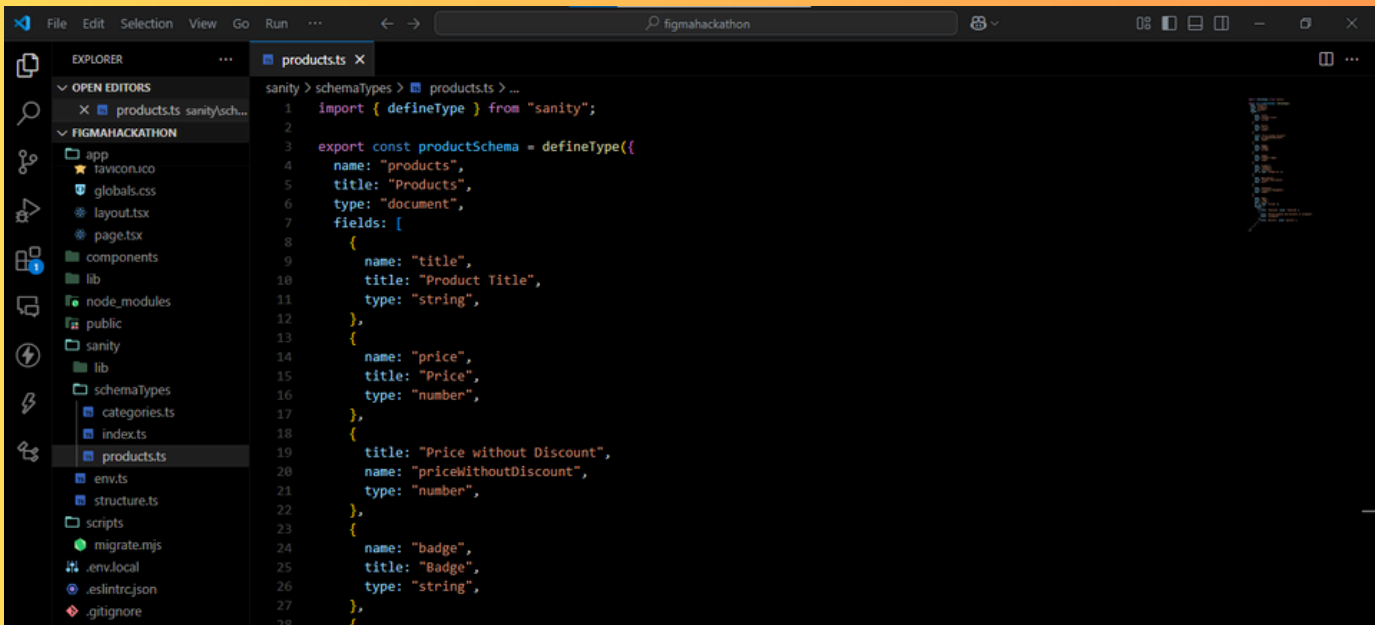 File Edit Selection View Go Run ···
figmahackathon
EXPLORER ···
OPEN EDITORS
products.ts sanity\sch...
FIGMAHACKATHON
app
favicon.ico
globals.css
layout.tsx
page.tsx
components
lib
node_modules
public
sanity
lib
schemaTypes
categories.ts
index.ts
products.ts
env.ts
structure.ts
scripts
migrate.mjs
.env.local
.eslintrc.json
.gitignore
1
products.ts
sanity > schemaTypes > products.ts > ...
1 import { defineType } from "sanity";
2
3 export const productSchema = defineType({
4 name: "products",
5 title: "Products",
6 type: "document",
7 fields: [
8 {
9 name: "title",
10 title: "Product Title",
11 type: "string",
12 },
13 {
14 name: "price",
15 title: "Price",
16 type: "number",
17 },
18 {
19 title: "Price without Discount",
20 name: "priceWithoutDiscount",
21 type: "number",
22 },
23 {
24 name: "badge",
25 title: "Badge",
26 type: "string",
27 },
28 {